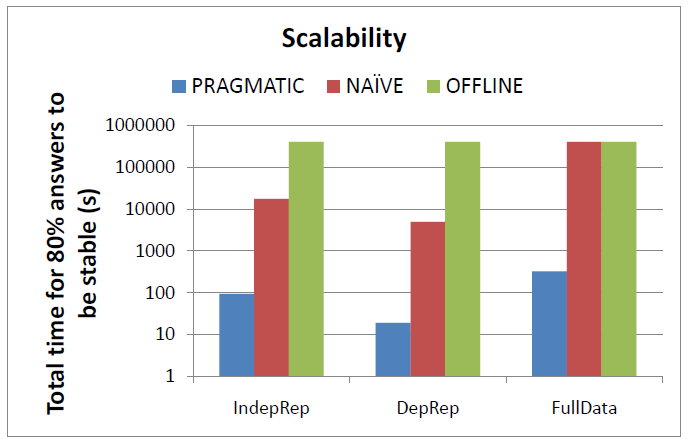 Scalability
PRAGMATIC NAÏVE OFFLINE
Total time for 80% answers to
be stable (s)
1000000
100000
10000
1000
100
10
1
IndepRep DepRep FullData